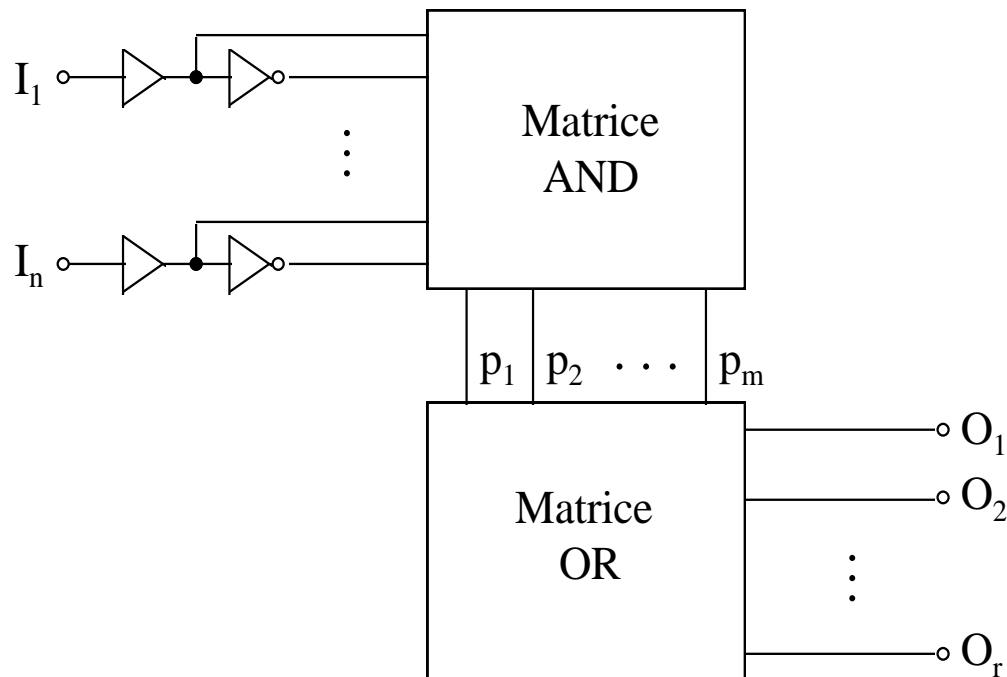 I₁
Matrice
AND
⋮
Iₙ
p₁ p₂ · · · pₘ
O₁
Matrice
OR
O₂
⋮
Oᵣ